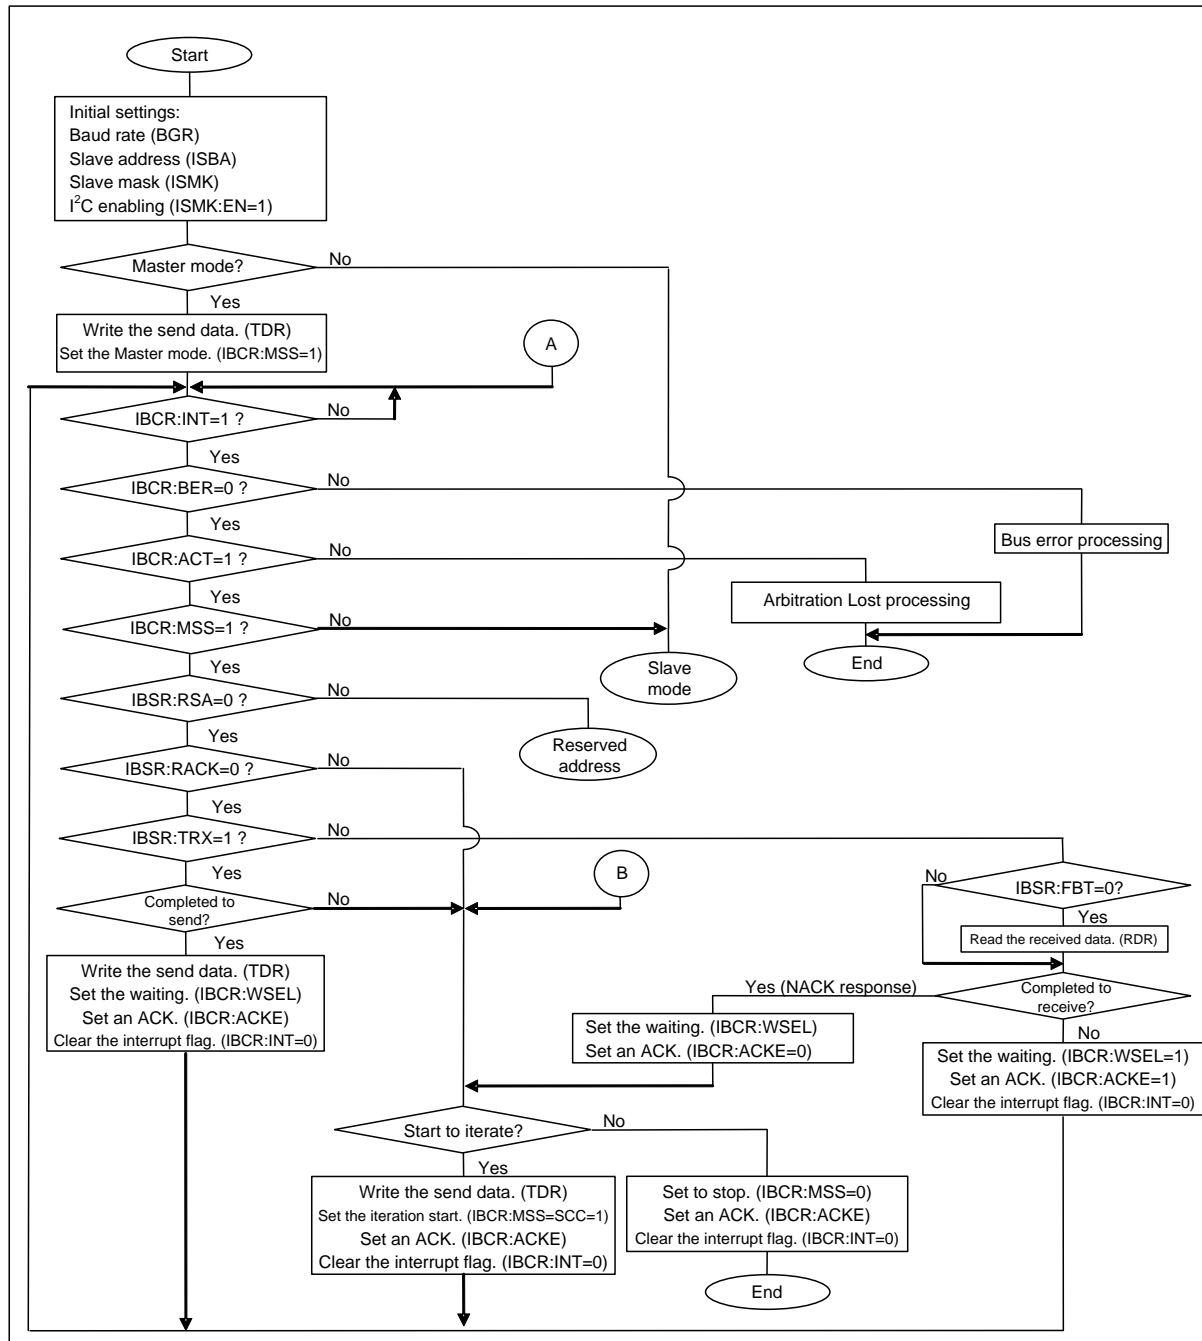 Start
Initial settings:
Baud rate (BGR)
Slave address (ISBA)
Slave mask (ISMK)
I²C enabling (ISMK:EN=1)
Master mode?
No
Yes
Write the send data. (TDR)
Set the Master mode. (IBCR:MSS=1)
A
IBCR:INT=1 ?
No
Yes
IBCR:BER=0 ?
No
Yes
Bus error processing
IBCR:ACT=1 ?
No
Yes
Arbitration Lost processing
IBCR:MSS=1 ?
No
Yes
End
Slave
mode
IBSR:RSA=0 ?
No
Yes
Reserved
address
IBSR:RACK=0 ?
No
Yes
IBSR:TRX=1 ?
No
Yes
B
No
IBSR:FBT=0?
Yes
Completed to
send?
No
Yes
Read the received data. (RDR)
Write the send data. (TDR)
Set the waiting. (IBCR:WSEL)
Set an ACK. (IBCR:ACKE)
Clear the interrupt flag. (IBCR:INT=0)
Yes (NACK response)
Completed to
receive?
No
Set the waiting. (IBCR:WSEL)
Set an ACK. (IBCR:ACKE=0)
Set the waiting. (IBCR:WSEL=1)
Set an ACK. (IBCR:ACKE=1)
Clear the interrupt flag. (IBCR:INT=0)
Start to iterate?
No
Yes
Write the send data. (TDR)
Set the iteration start. (IBCR:MSS=SCC=1)
Set an ACK. (IBCR:ACKE)
Clear the interrupt flag. (IBCR:INT=0)
Set to stop. (IBCR:MSS=0)
Set an ACK. (IBCR:ACKE)
Clear the interrupt flag. (IBCR:INT=0)
End